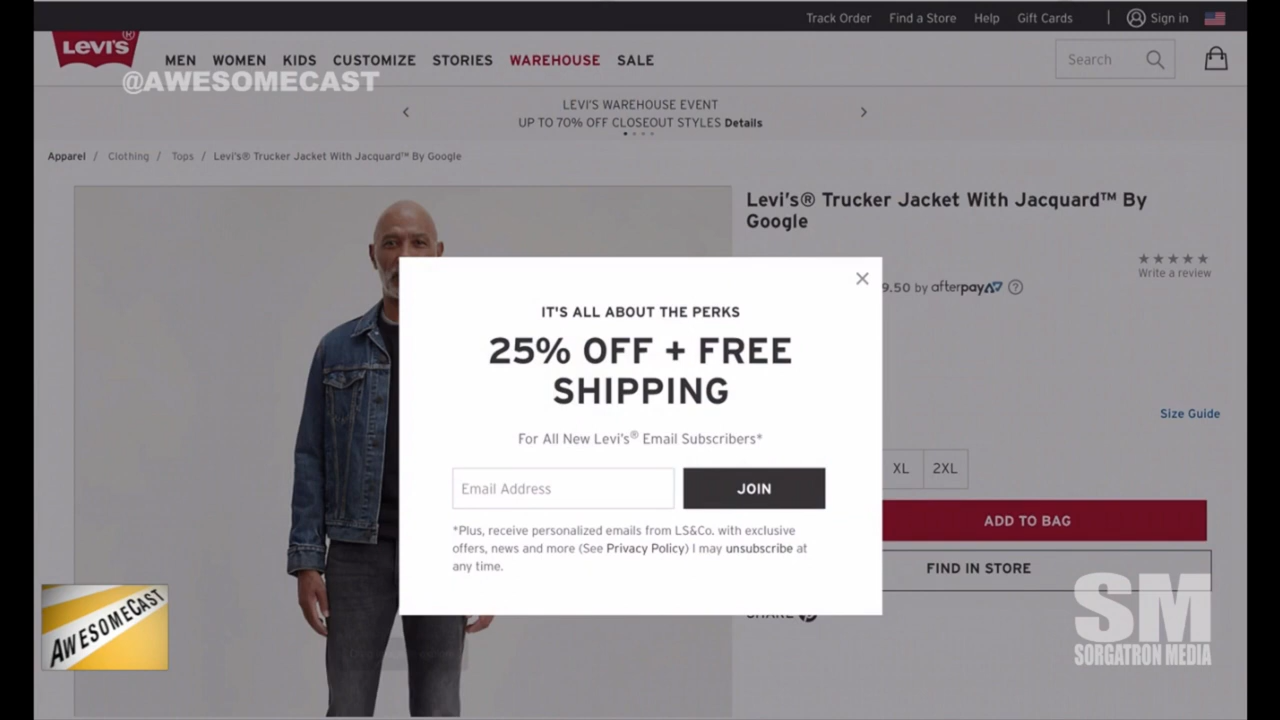 Track Order Find a Store Help Gift Cards | Sign in
LEVI'S®
MEN WOMEN KIDS CUSTOMIZE STORIES WAREHOUSE SALE
Search
@AWESOMECAST
LEVI'S WAREHOUSE EVENT
UP TO 70% OFF CLOSEOUT STYLES Details
Apparel / Clothing / Tops / Levi's® Trucker Jacket With Jacquard™ By Google
Levi's® Trucker Jacket With Jacquard™ By
Google
Write a review
9.50 by afterpay
IT'S ALL ABOUT THE PERKS
25% OFF + FREE
SHIPPING
For All New Levi's® Email Subscribers*
Email Address
JOIN
*Plus, receive personalized emails from LS&Co. with exclusive
offers, news and more (See Privacy Policy) I may unsubscribe at
any time.
Size Guide
XL 2XL
ADD TO BAG
FIND IN STORE
SHARE
AWESOMECAST
SM
SORGATRON MEDIA